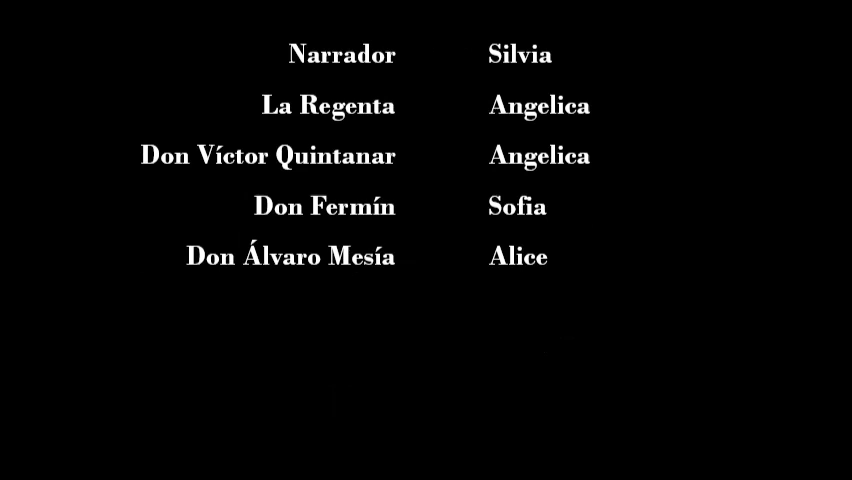 Narrador Silvia
La Regenta Angelica
Don Víctor Quintanar Angelica
Don Fermín Sofia
Don Álvaro Mesía Alice